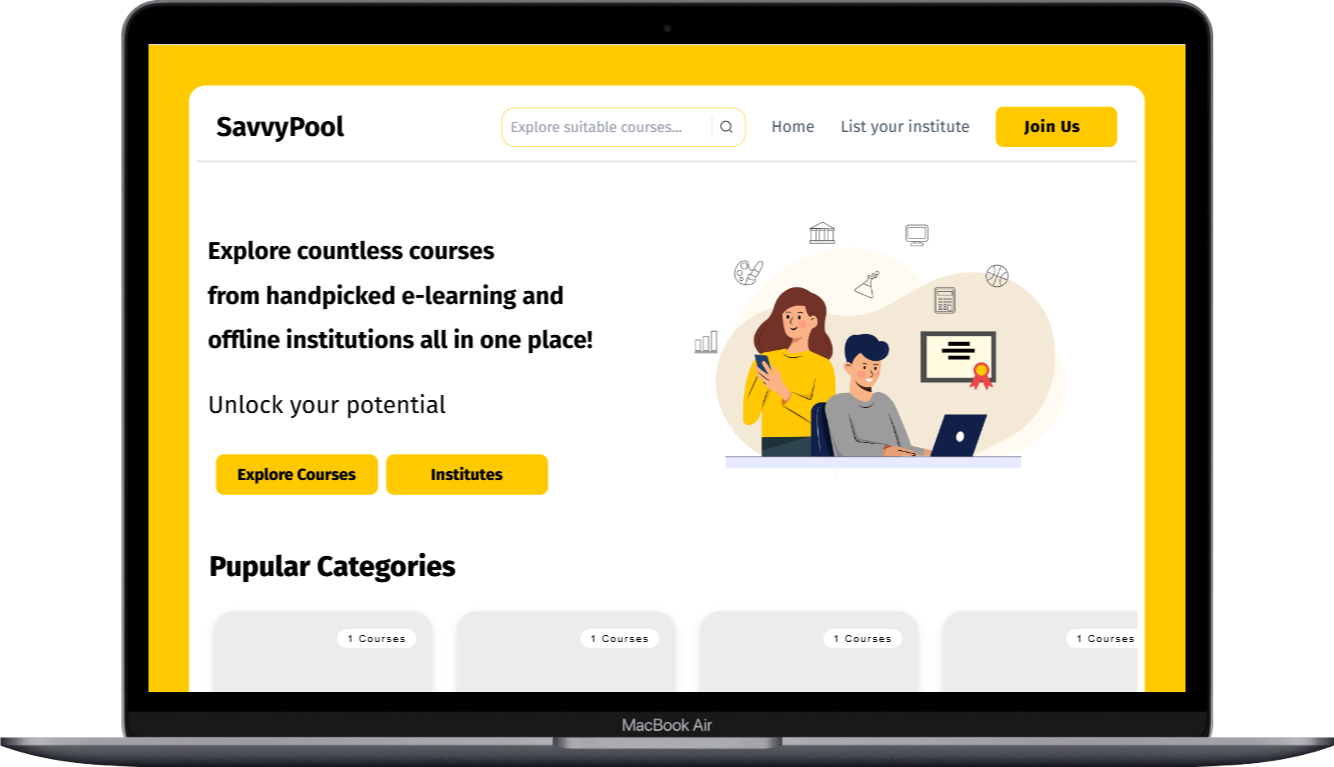 SavvyPool
Explore suitable courses...
Home
List your institute
Join Us
Explore countless courses
from handpicked e-learning and
offline institutions all in one place!
Unlock your potential
Explore Courses
Institutes
Pupular Categories
1 Courses
1 Courses
1 Courses
1 Courses
MacBook Air